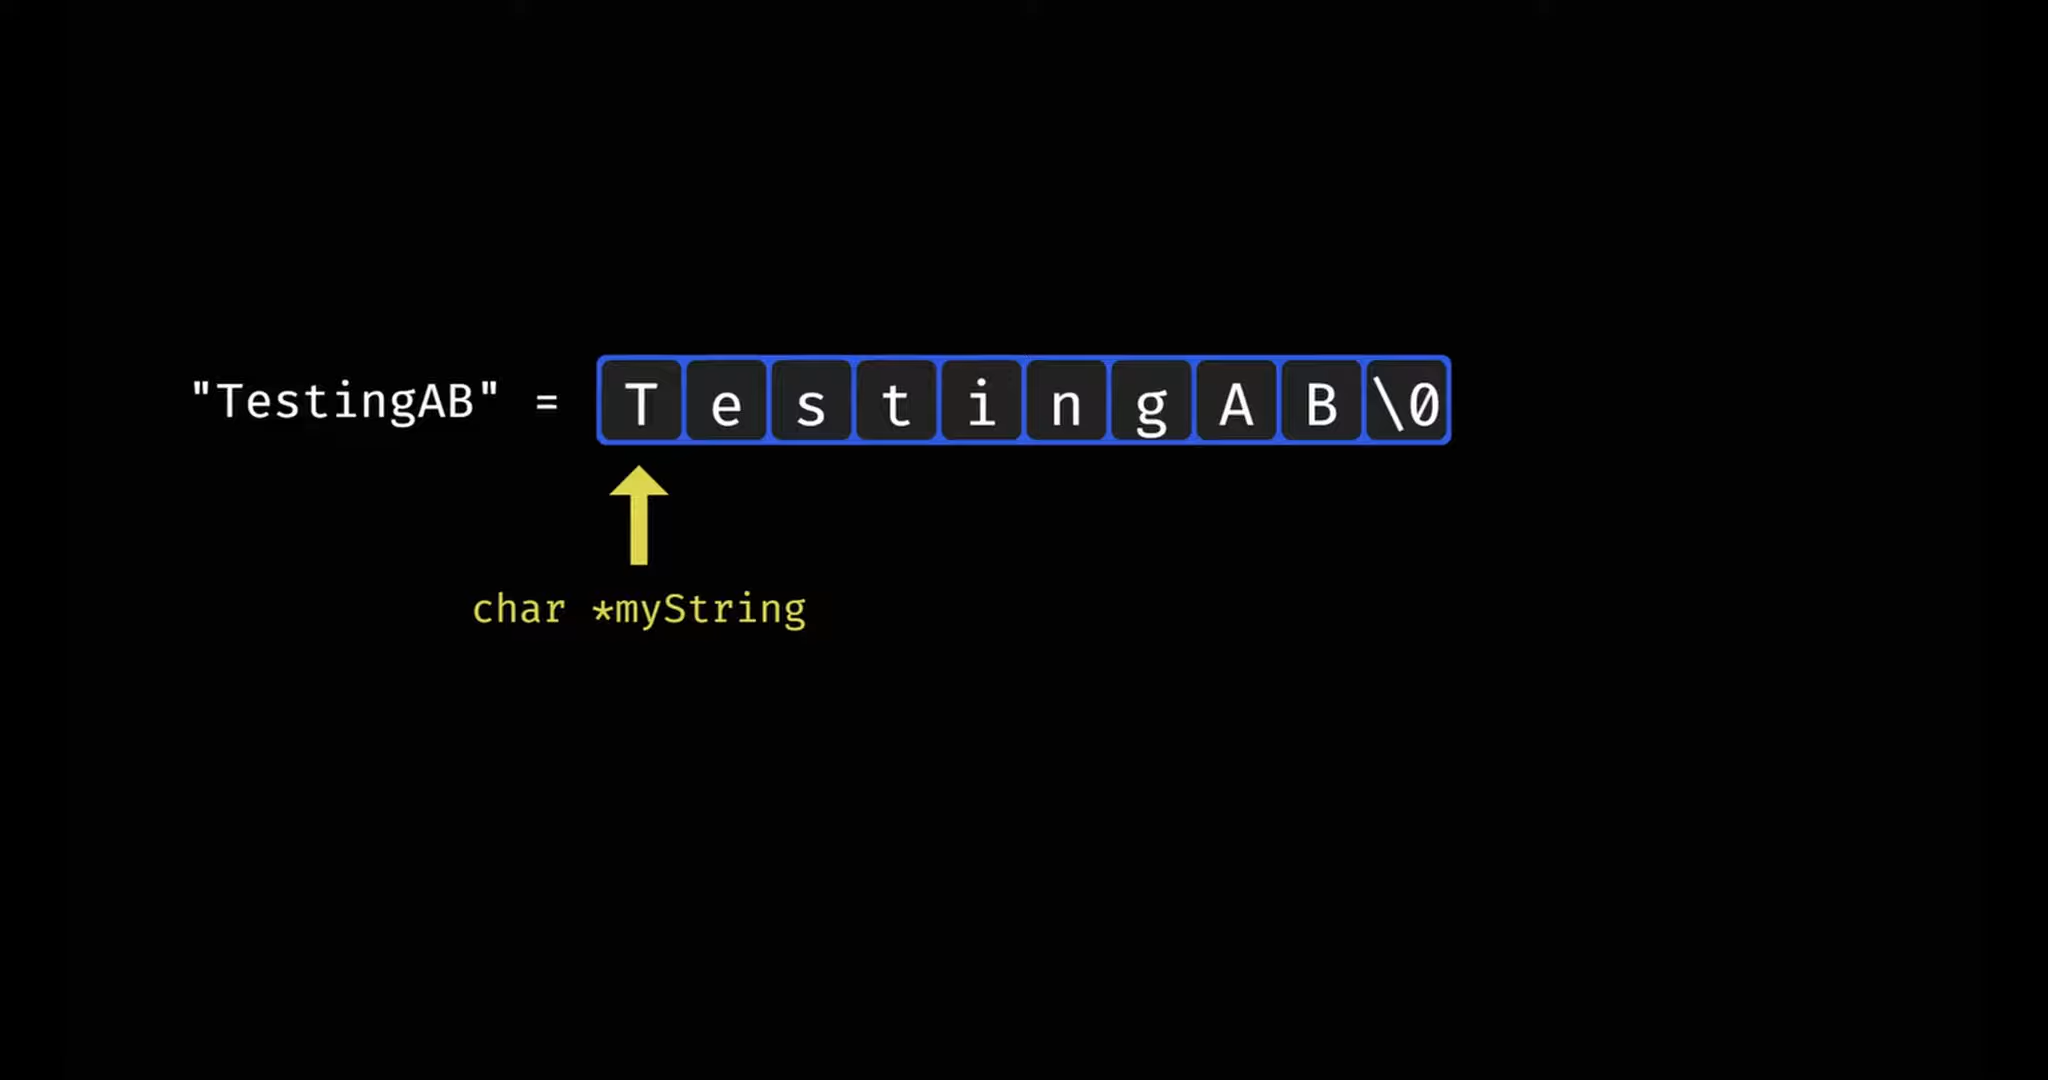 "TestingAB" = T e s t i n g A B \0
char *myString